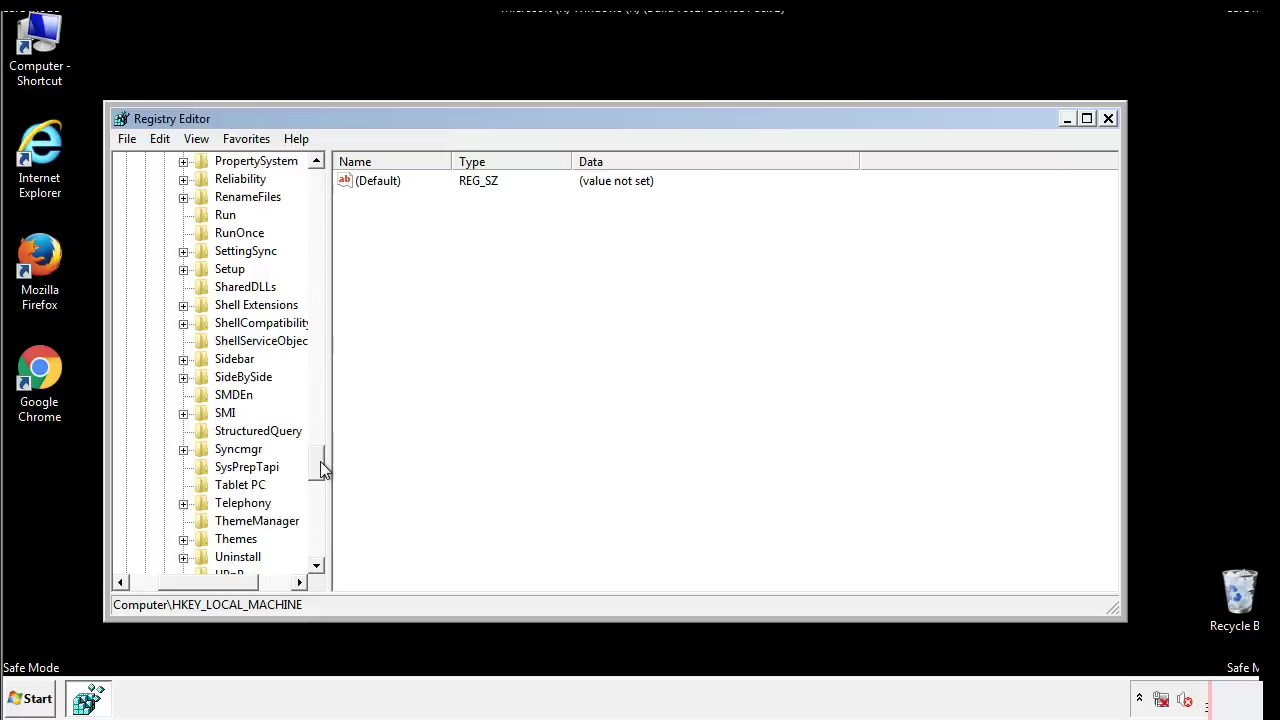 Computer -
Shortcut
Internet
Explorer
Mozilla
Firefox
Google
Chrome
Registry Editor
File Edit View Favorites Help
PropertySystem
Reliability
RenameFiles
Run
RunOnce
SettingSync
Setup
SharedDLLs
Shell Extensions
ShellCompatibility
ShellServiceObjec
Sidebar
SideBySide
SMDEn
SMI
StructuredQuery
Syncmgr
SysPrepTapi
Tablet PC
Telephony
ThemeManager
Themes
Uninstall
Name Type Data
ab (Default) REG_SZ (value not set)
Computer\HKEY_LOCAL_MACHINE
Recycle B
Safe Mode
Safe M
Start